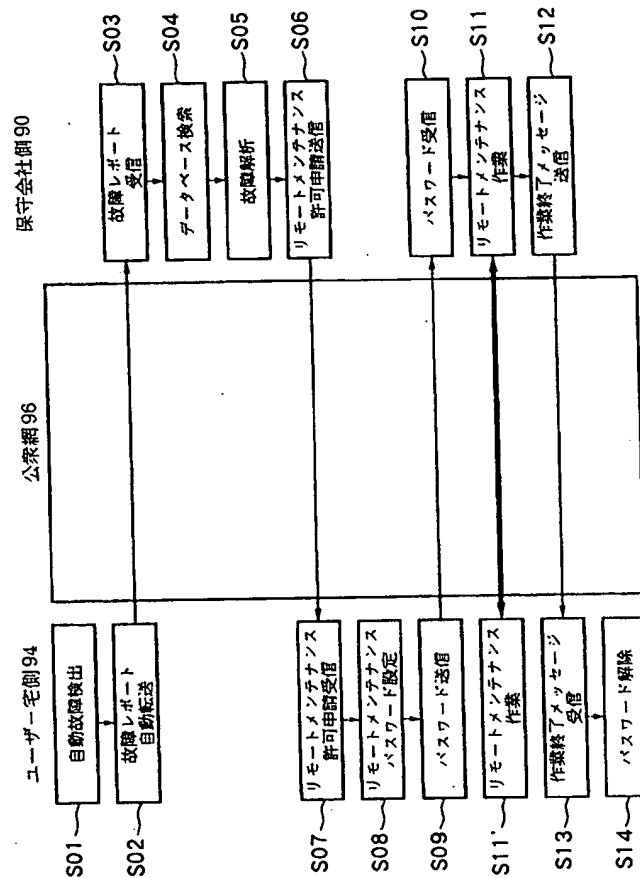 ユーザー宅側94
公衆網96
保守会社側90
S01
自動故障検出
S02
故障レポート
自動転送
S03
故障レポート
受信
S04
データベース検索
S05
故障解析
S06
リモートメンテナンス
許可申請送信
S07
リモートメンテナンス
許可申請受信
S08
リモートメンテナンス
パスワード設定
S09
パスワード送信
S10
パスワード受信
S11'
リモートメンテナンス
作業
S11
リモートメンテナンス
作業
S12
作業終了メッセージ
送信
S13
作業終了メッセージ
受信
S14
パスワード解除